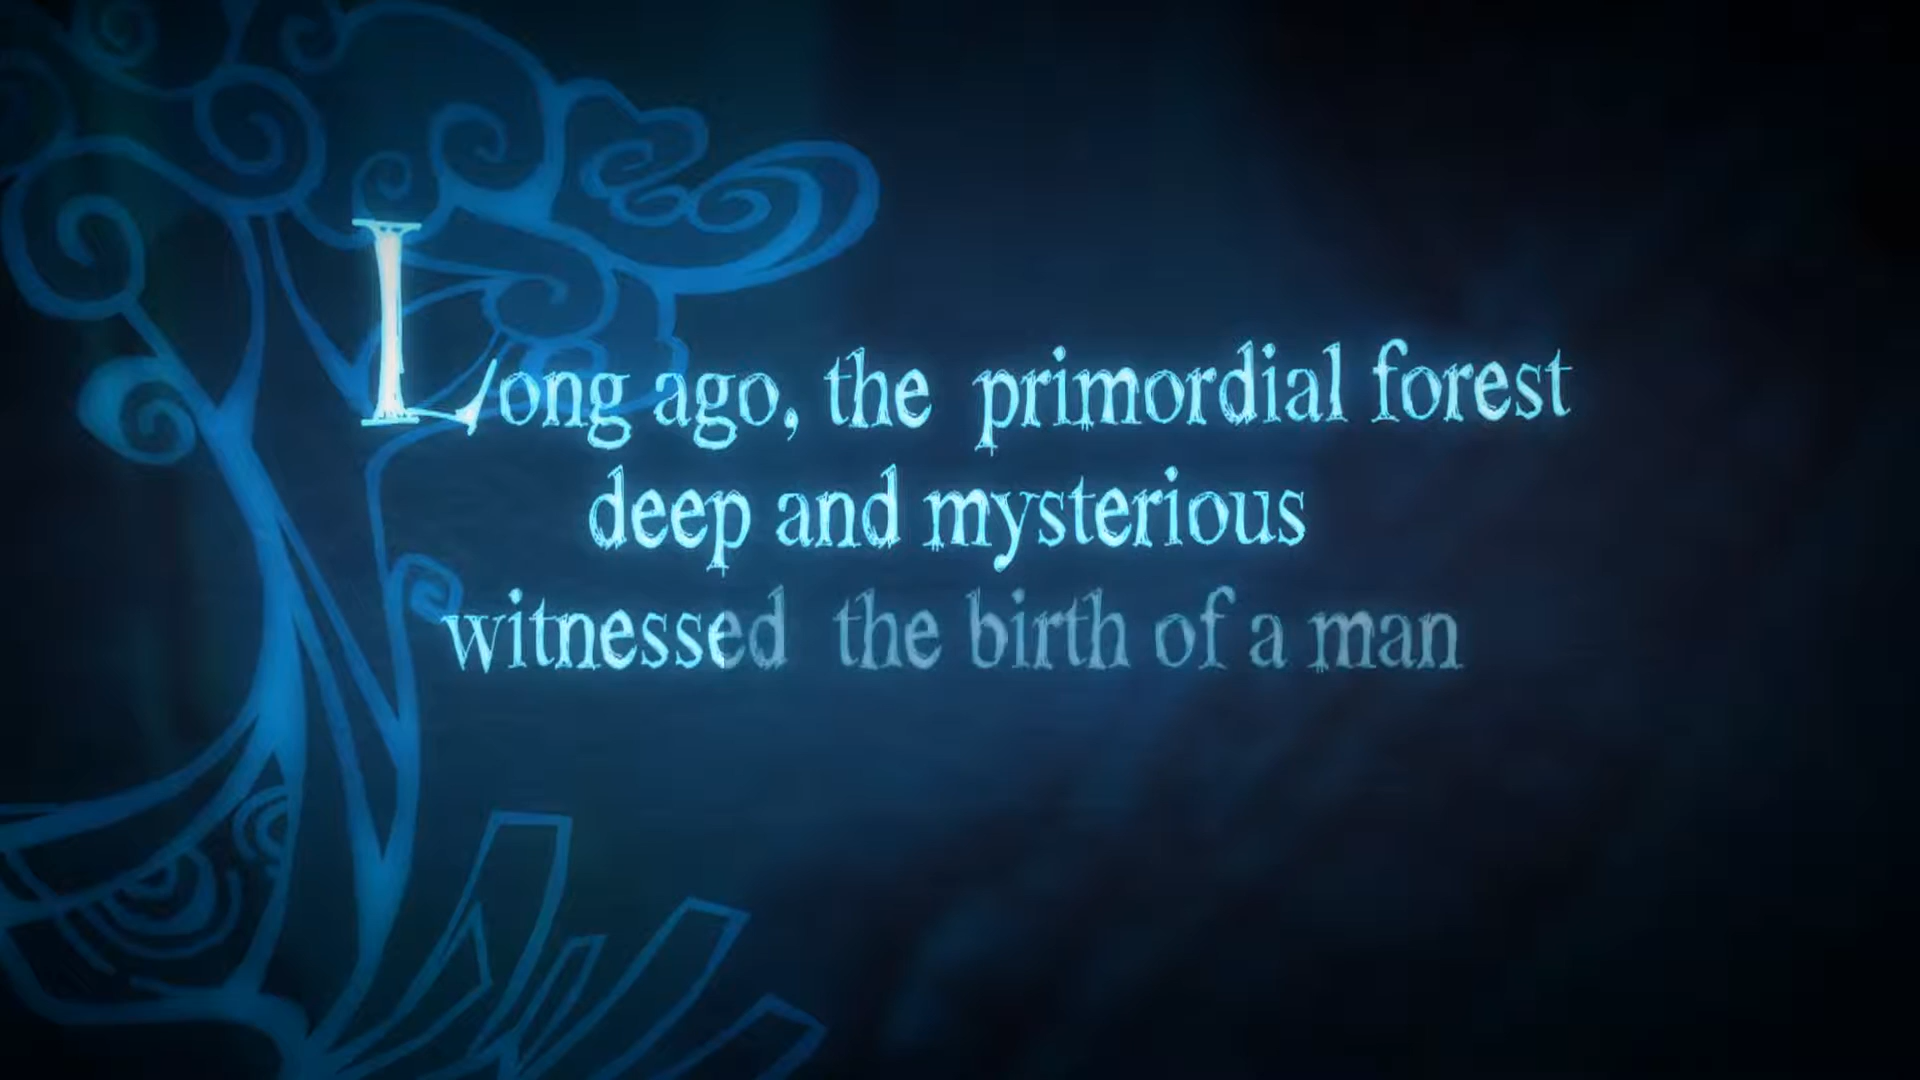 Long ago, the primordial forest
deep and mysterious
witnessed the birth of a man